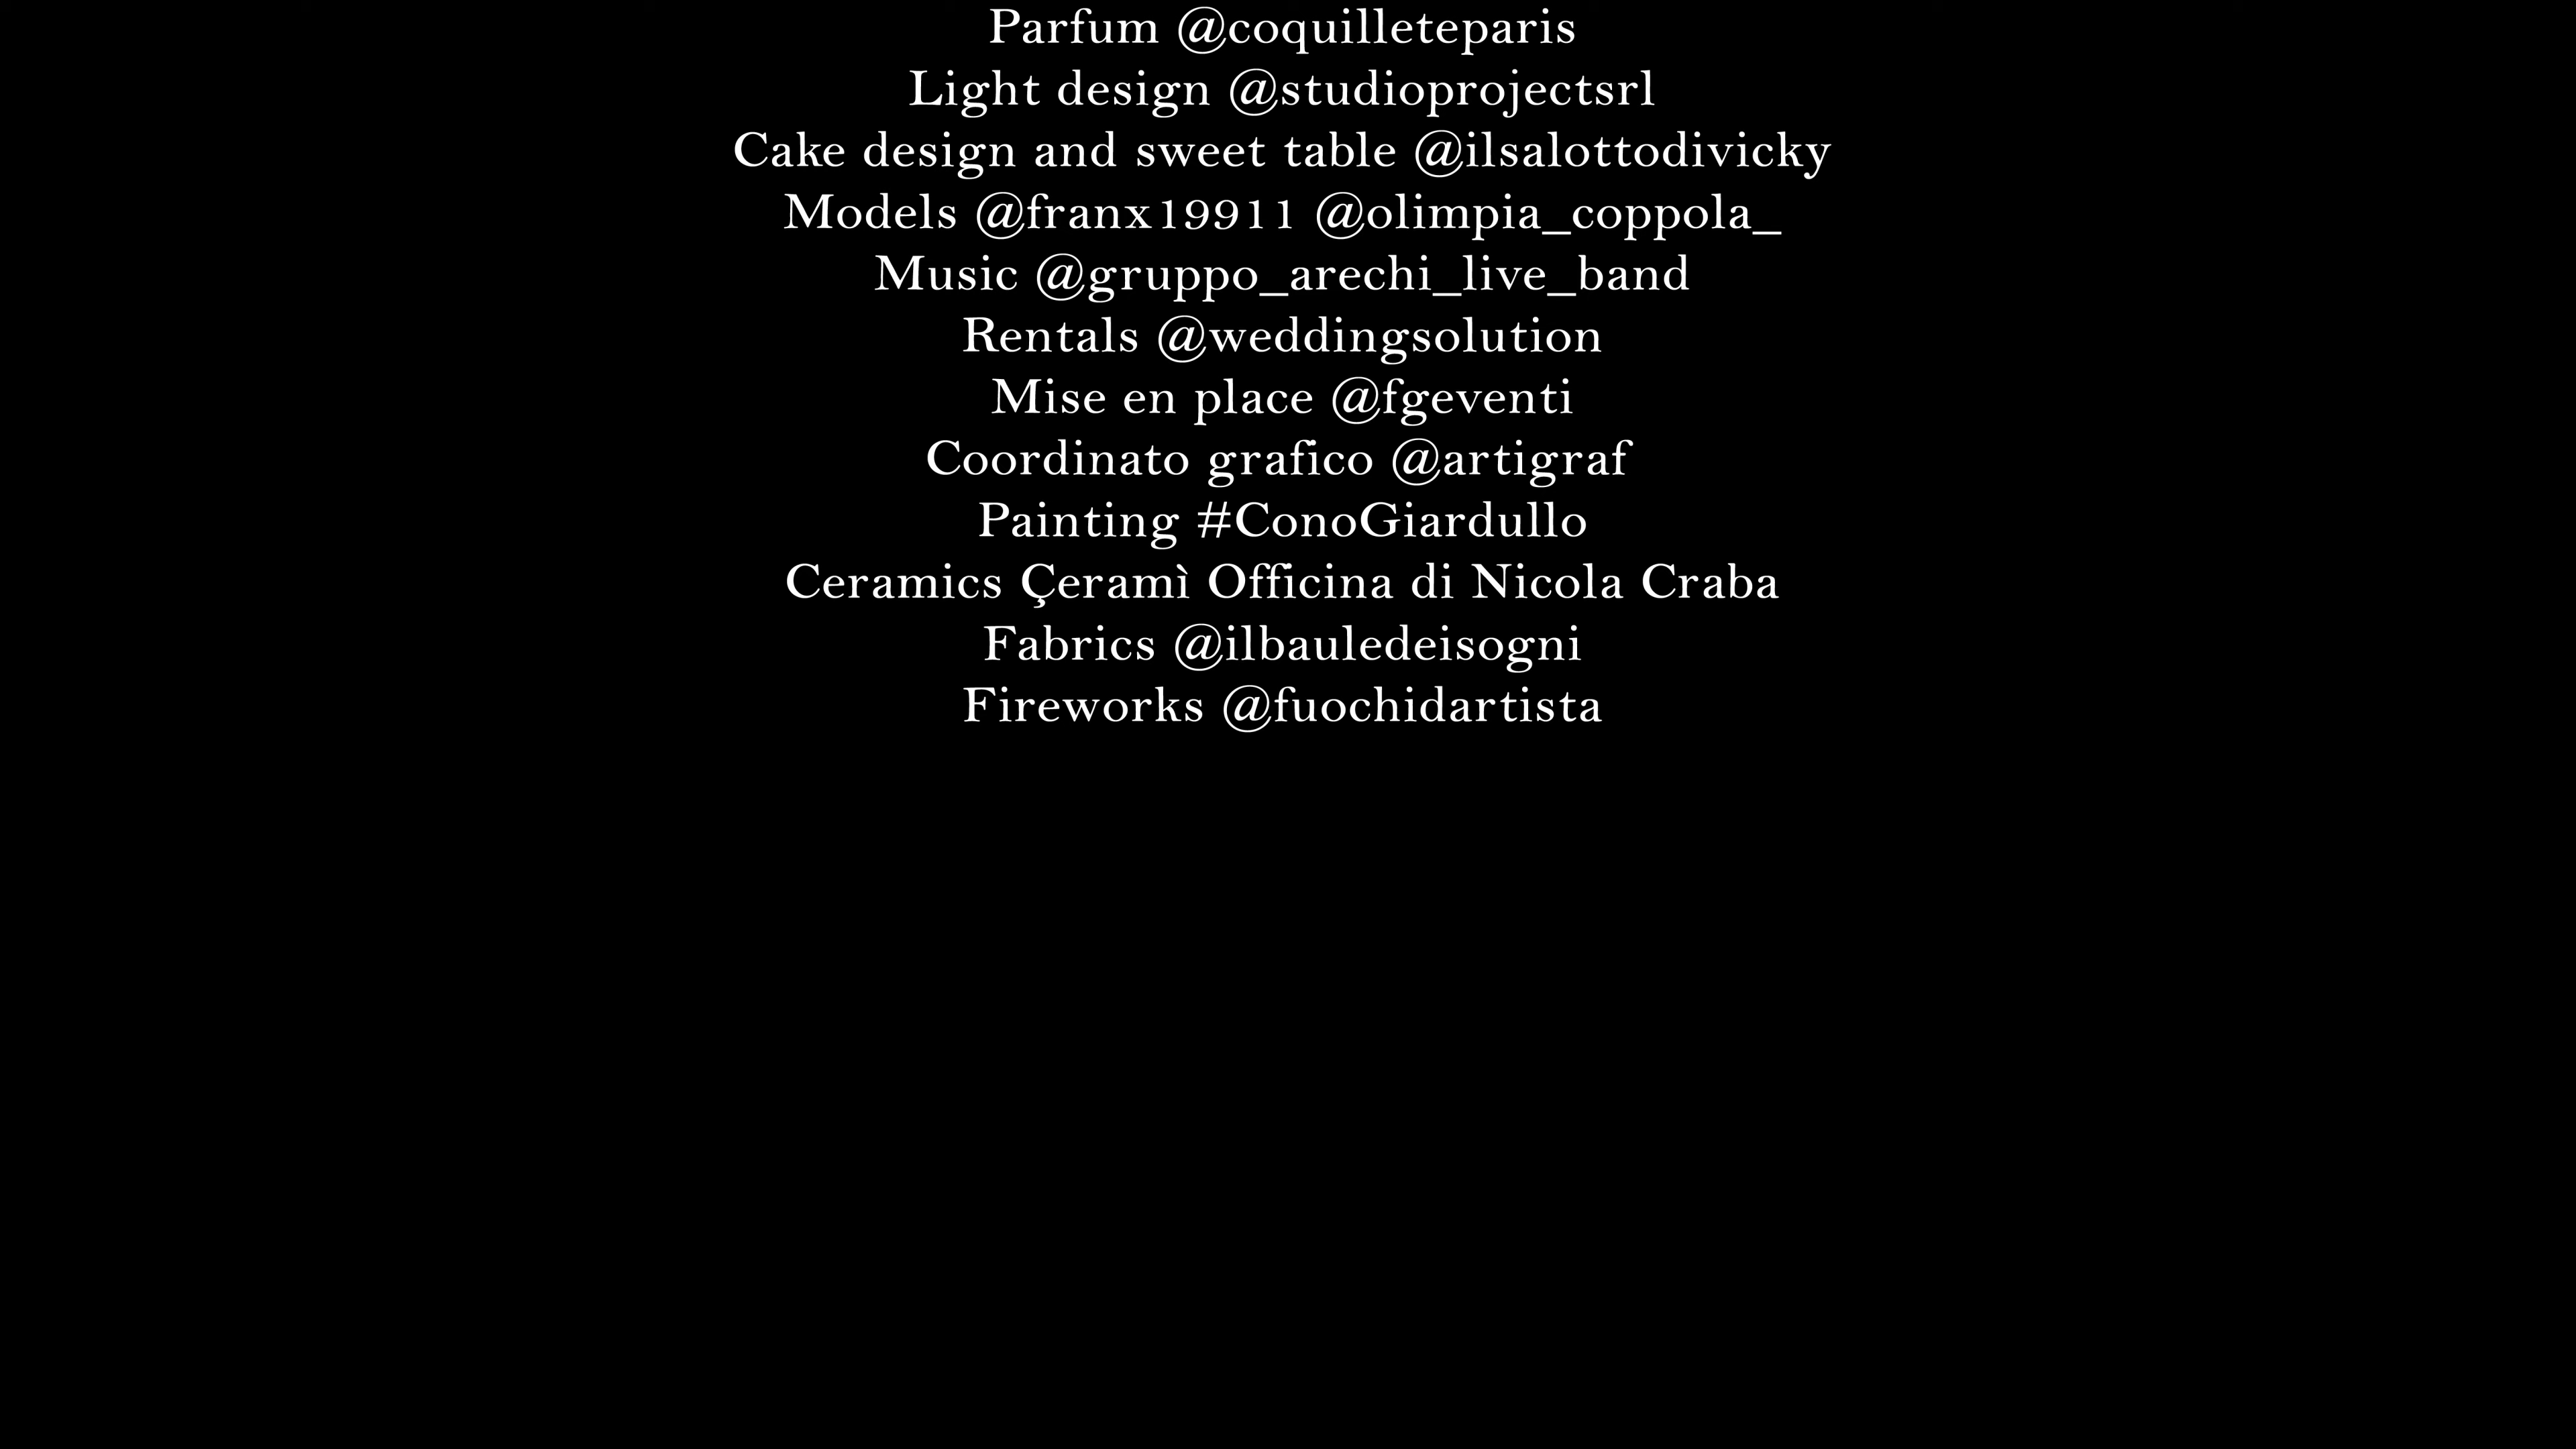 Parfum @coquilleteparis
Light design @studioprojectsrl
Cake design and sweet table @ilsalottodivicky
Models @franx19911 @olimpia_coppola_
Music @gruppo_arechi_live_band
Rentals @weddingsolution
Mise en place @fgeventi
Coordinato grafico @artigraf
Painting #ConoGiardullo
Ceramics Çeramì Officina di Nicola Craba
Fabrics @ilbauledeisogni
Fireworks @fuochidartista